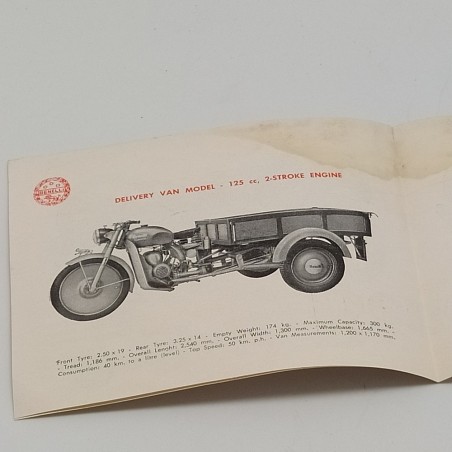 BENELLI
DELIVERY VAN MODEL - 125 cc, 2-STROKE ENGINE
Front Tyre: 2.50 x 19 - Rear Tyre: 3.25 x 14 - Empty Weight: 174 kg. - Maximum Capacity: 300 kg.
- Tread: 1,186 mm. - Overall Lenght: 2,540 mm. - Overall Width: 1,300 mm. - Wheelbase: 1,665 mm. -
Consumption: 40 km. to a litre (level) - Top Speed: 50 km. p.h. - Van Measurements: 1,200 x 1,170 mm.